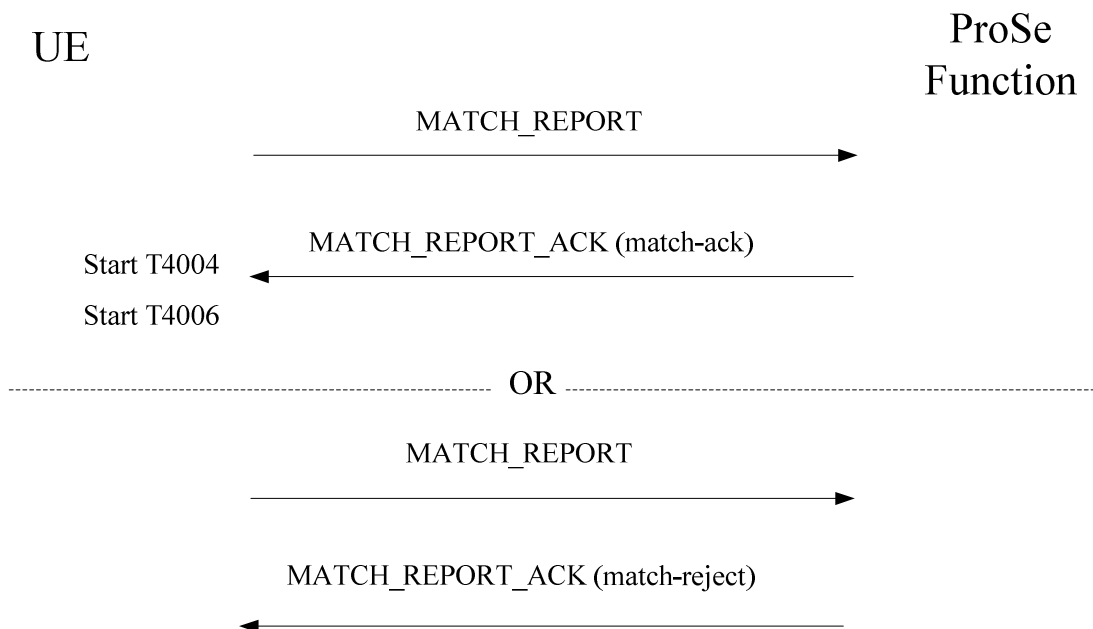 UE
ProSe
Function
MATCH_REPORT
MATCH_REPORT_ACK (match-ack)
Start T4004
Start T4006
OR
MATCH_REPORT
MATCH_REPORT_ACK (match-reject)